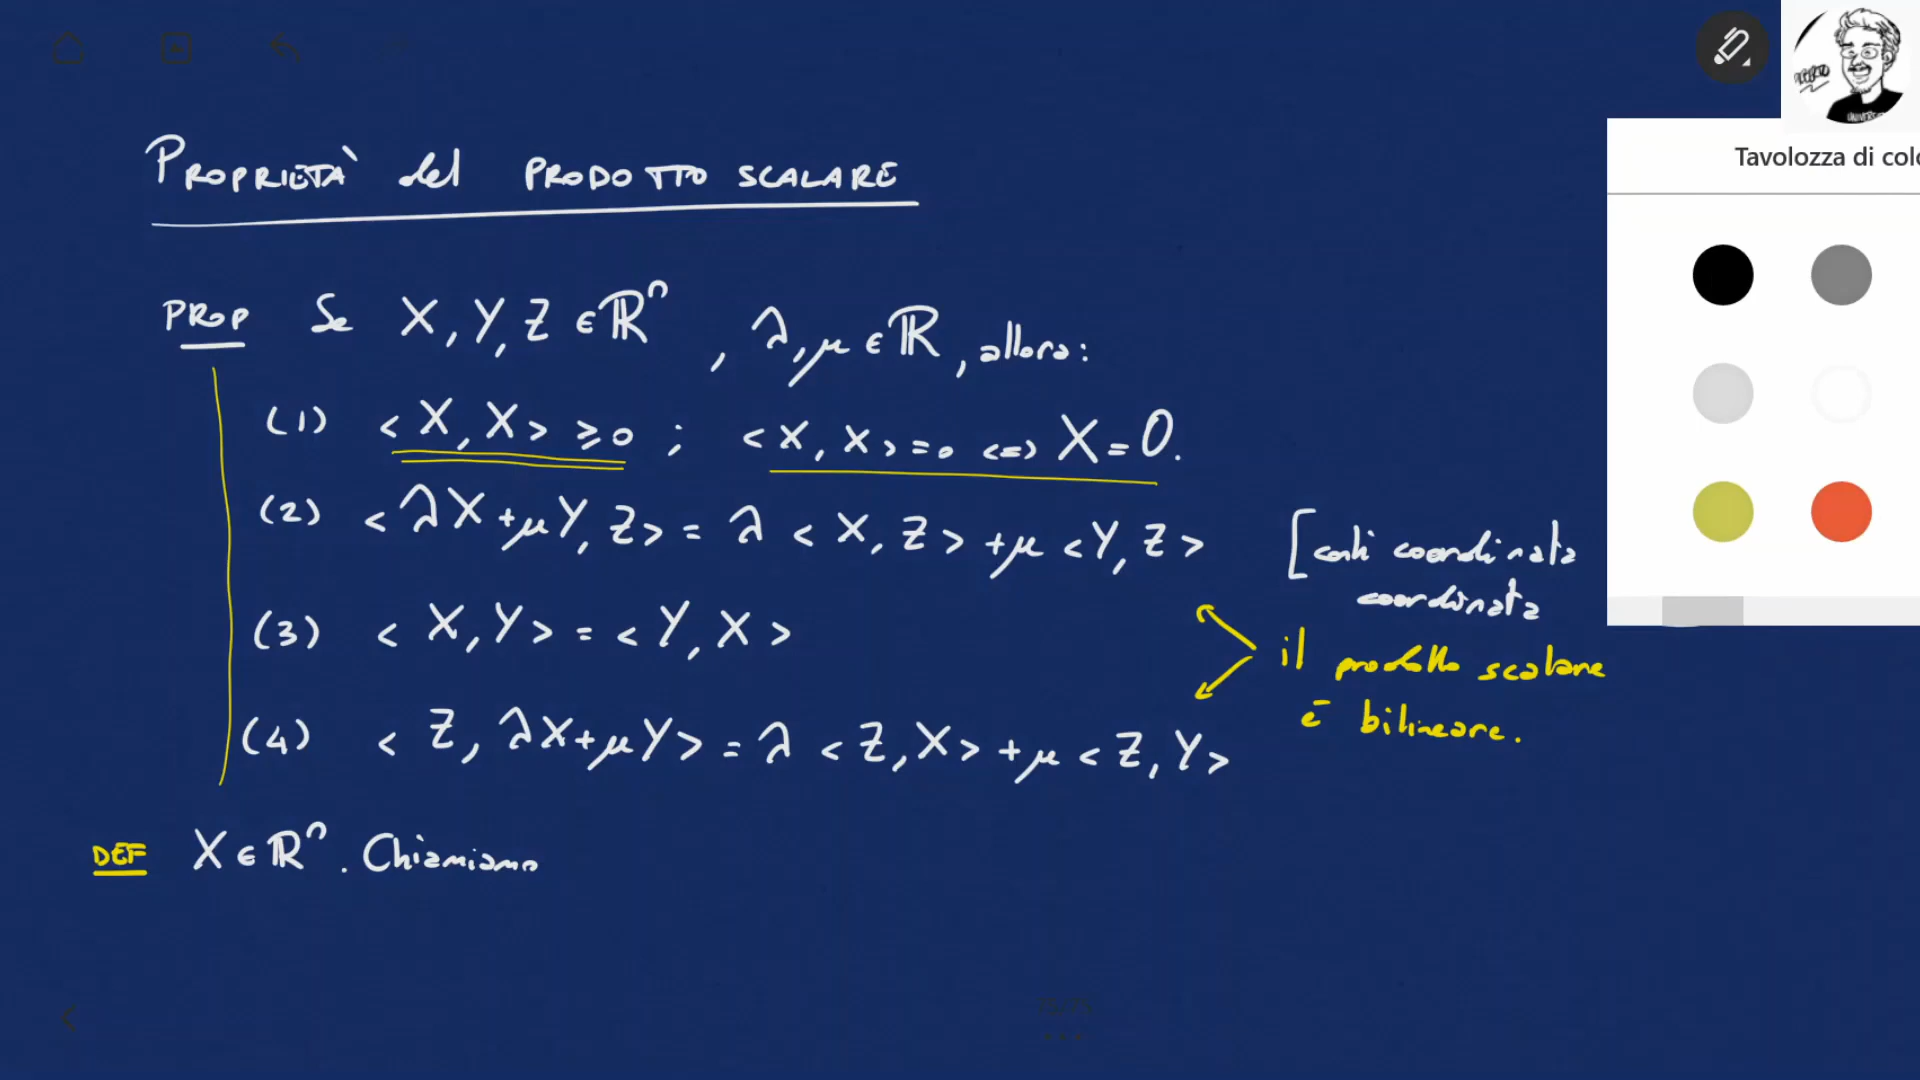 Tavolozza di colo
PROPRIETÀ del PRODOTTO SCALARE
PROP Se X, Y, Z ∈ ℝⁿ, λ, μ ∈ ℝ, allora:
(1) <X, X> ≥ 0 ; <X, X> = 0 <=> X = 0.
(2) <λX + μY, Z> = λ <X, Z> + μ <Y, Z> [conti coordinata
coordinata
(3) <X, Y> = <Y, X>
il prodotto scalare
è bilineare.
(4) <Z, λX + μY> = λ <Z, X> + μ <Z, Y>
DEF X ∈ ℝⁿ. Chiamiamo